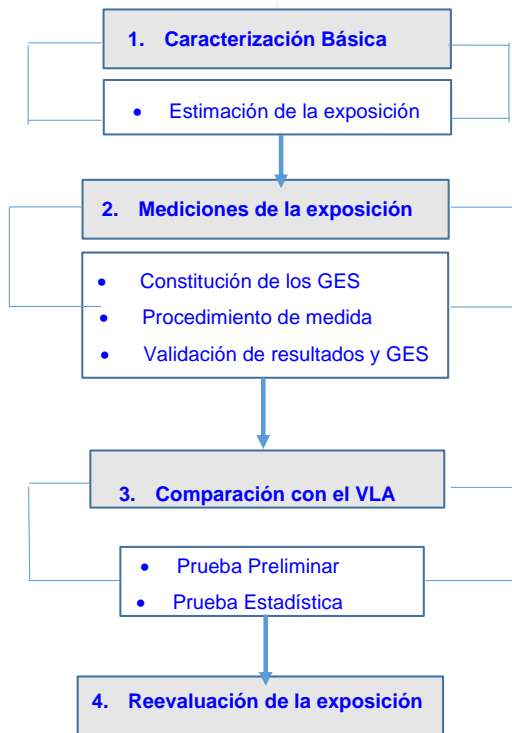 1. Caracterización Básica
• Estimación de la exposición
2. Mediciones de la exposición
• Constitución de los GES
• Procedimiento de medida
• Validación de resultados y GES
3. Comparación con el VLA
• Prueba Preliminar
• Prueba Estadística
4. Reevaluación de la exposición